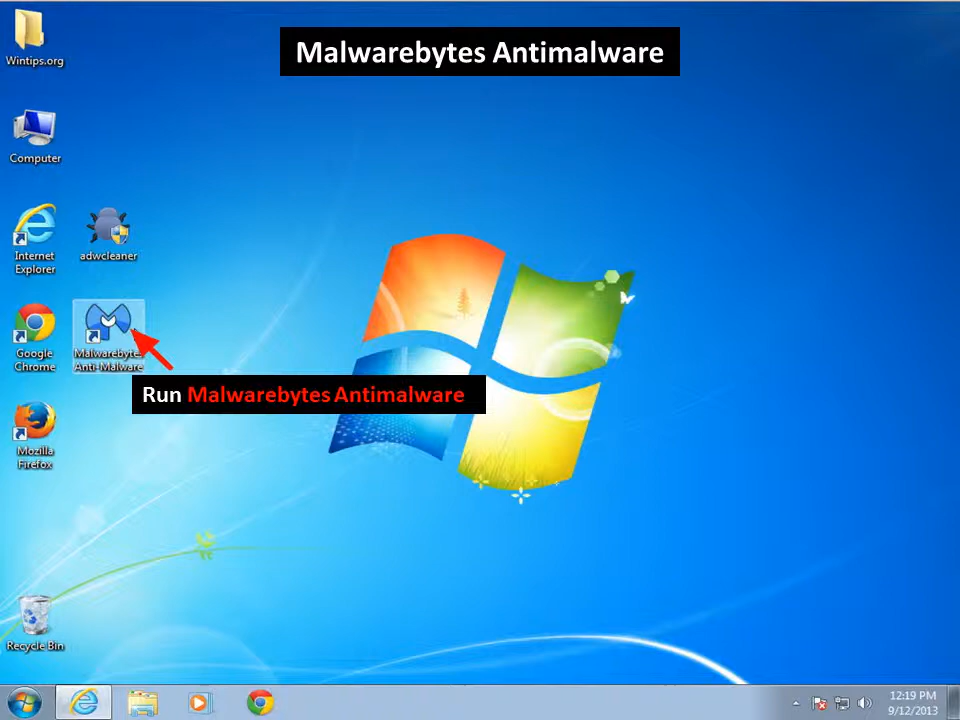 Malwarebytes Antimalware
Wintips.org
Computer
Internet
Explorer
adwcleaner
Google
Chrome
Malwarebytes
Anti-Malware
Run Malwarebytes Antimalware
Mozilla
Firefox
Recycle Bin
12:19 PM
9/12/2013